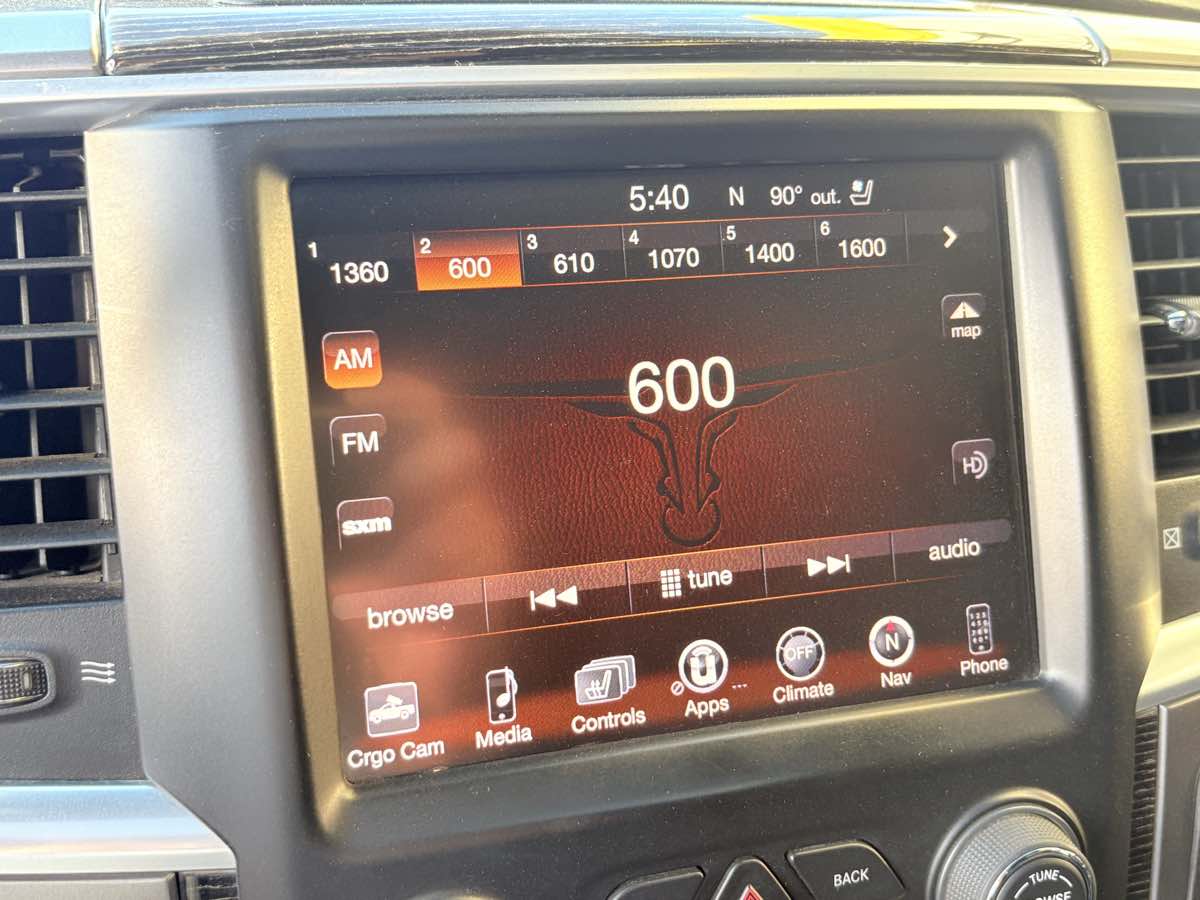 5:40 N 90° out.
1 2 3 4 5 6
1360 600 610 1070 1400 1600
map
AM
600
FM
HD
sxm
browse tune audio
OFF N
Crgo Cam Media Controls Apps Climate Nav Phone
BACK
TUNE